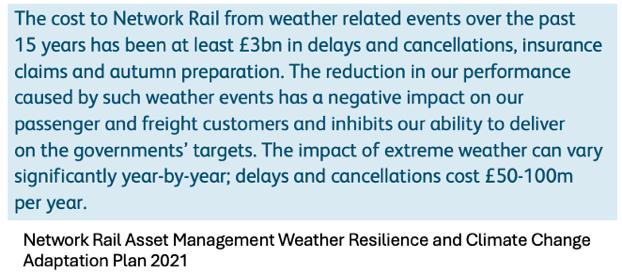 The cost to Network Rail from weather related events over the past
15 years has been at least £3bn in delays and cancellations, insurance
claims and autumn preparation. The reduction in our performance
caused by such weather events has a negative impact on our
passenger and freight customers and inhibits our ability to deliver
on the governments’ targets. The impact of extreme weather can vary
significantly year-by-year; delays and cancellations cost £50-100m
per year.
Network Rail Asset Management Weather Resilience and Climate Change
Adaptation Plan 2021